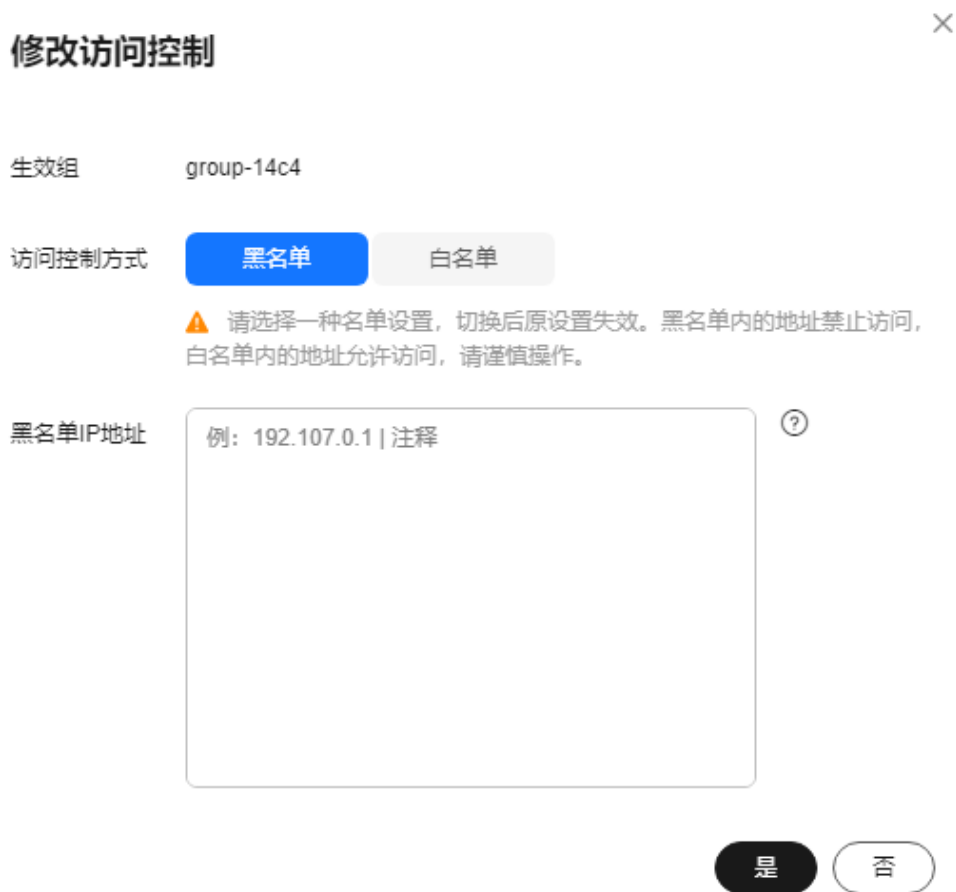 修改访问控制
生效组 group-14c4
访问控制方式 黑名单 白名单
请选择一种名单设置，切换后原设置失效。黑名单内的地址禁止访问，
白名单内的地址允许访问，请谨慎操作。
黑名单IP地址 例：192.107.0.1 | 注释
是 否